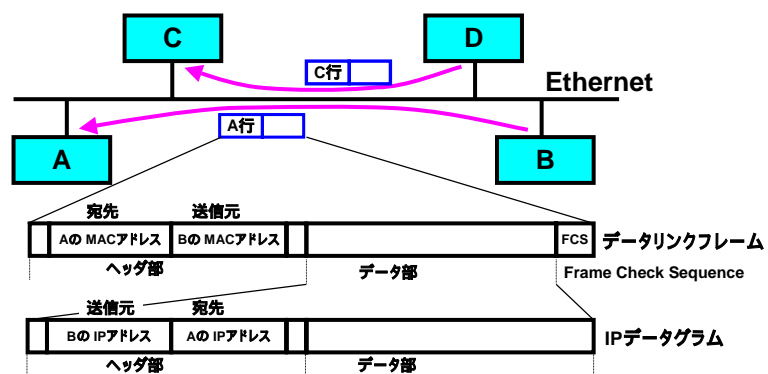 C
D
C行
Ethernet
A行
A
B
宛先 送信元
AのMACアドレス BのMACアドレス FCS データリンクフレーム
ヘッダ部 データ部 Frame Check Sequence
送信元 宛先
BのIPアドレス AのIPアドレス IPデータグラム
ヘッダ部 データ部